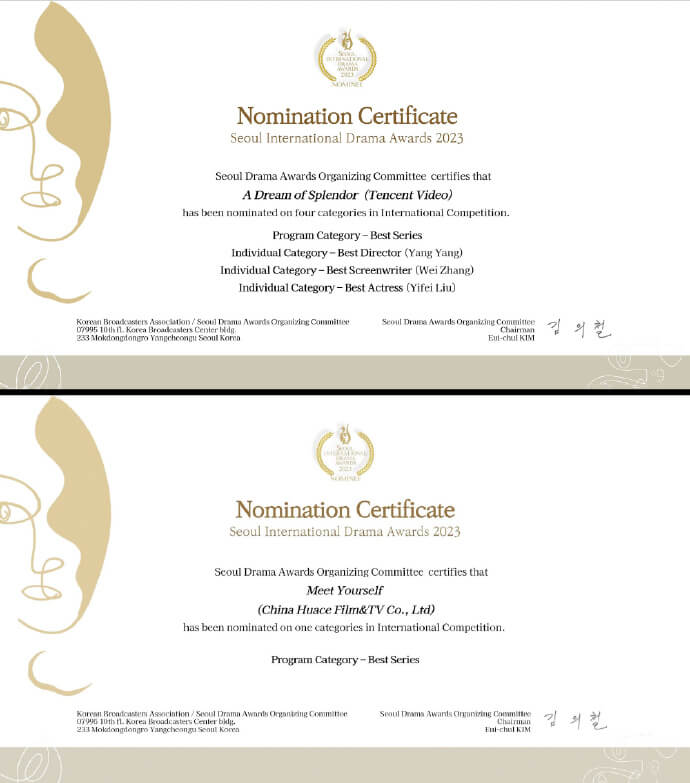 SEOUL
INTERNATIONAL
DRAMA
AWARDS
2023
NOMINEE
Nomination Certificate
Seoul International Drama Awards 2023
Seoul Drama Awards Organizing Committee certifies that
A Dream of Splendor (Tencent Video)
has been nominated on four categories in International Competition.
Program Category – Best Series
Individual Category – Best Director (Yang Yang)
Individual Category – Best Screenwriter (Wei Zhang)
Individual Category – Best Actress (Yifei Liu)
Korean Broadcasters Association / Seoul Drama Awards Organizing Committee
07995 10th fl. Korea Broadcasters Center bldg.
233 Mokdongdongro Yangcheongu Seoul Korea
Seoul Drama Awards Organizing Committee
Chairman
Eui-chul KIM
김 의 철
SEOUL
INTERNATIONAL
DRAMA
AWARDS
2023
NOMINEE
Nomination Certificate
Seoul International Drama Awards 2023
Seoul Drama Awards Organizing Committee certifies that
Meet Yourself
(China Huace Film&TV Co., Ltd)
has been nominated on one categories in International Competition.
Program Category – Best Series
Korean Broadcasters Association / Seoul Drama Awards Organizing Committee
07995 10th fl. Korea Broadcasters Center bldg.
233 Mokdongdongro Yangcheongu Seoul Korea
Seoul Drama Awards Organizing Committee
Chairman
Eui-chul KIM
김 의 철